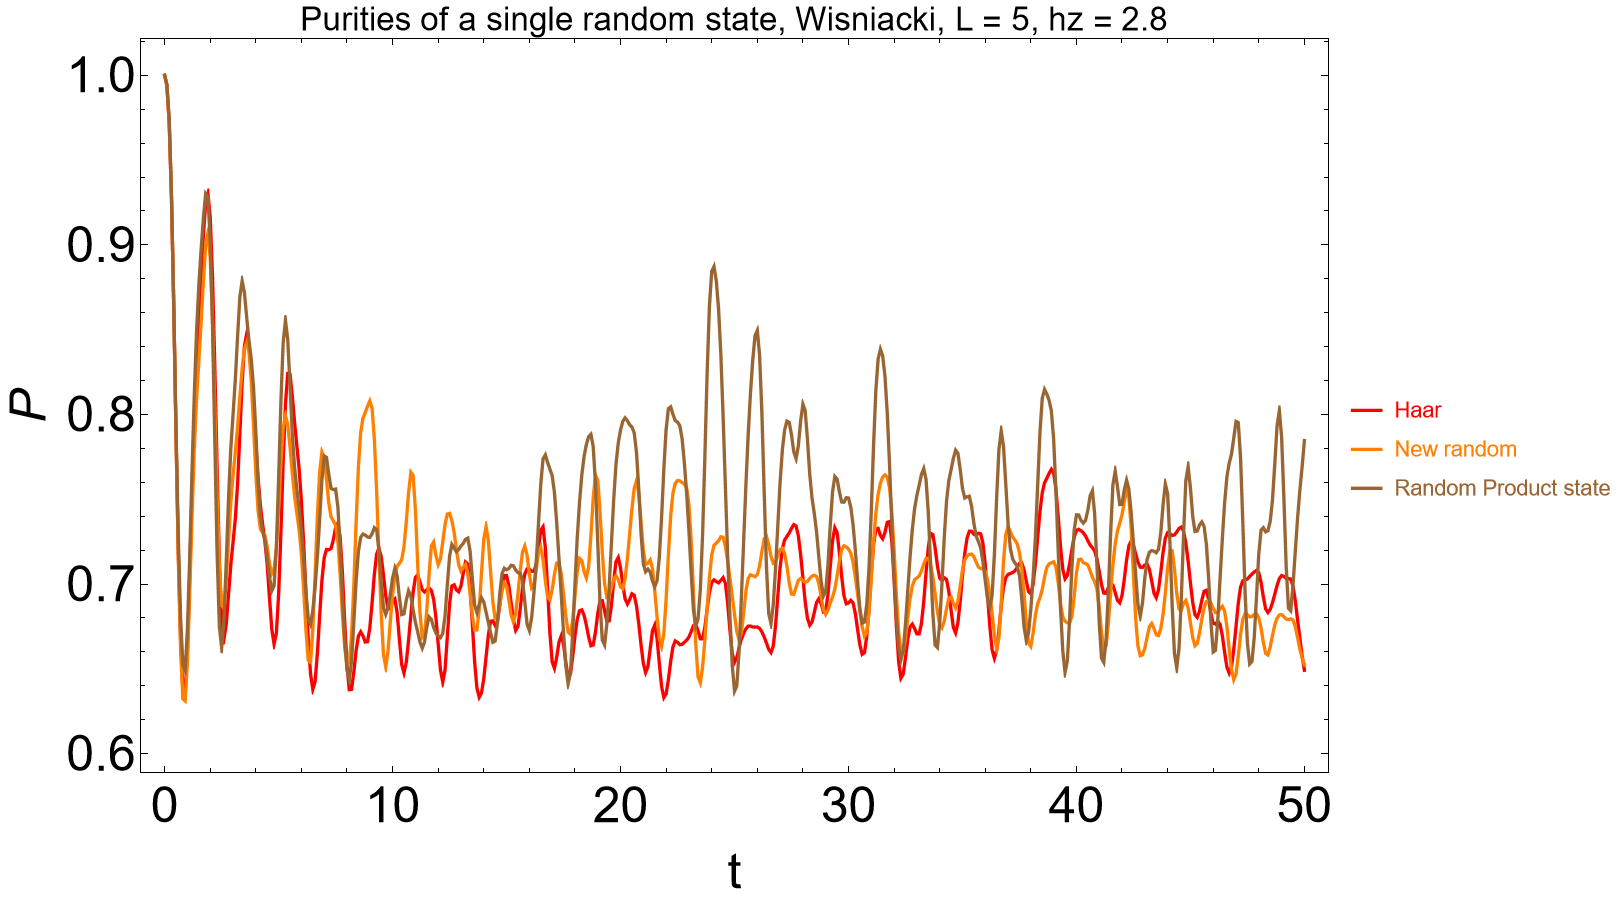 Purities of a single random state, Wisniacki, L = 5, hz = 2.8
1.0
0.9
0.8
0.7
0.6
P
0 10 20 30 40 50
t
Haar
New random
Random Product state